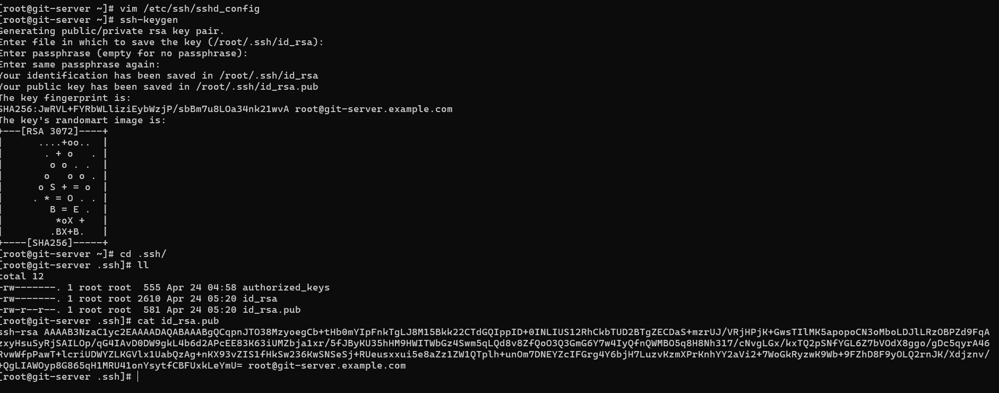 [root@git-server ~]# vim /etc/ssh/sshd_config
[root@git-server ~]# ssh-keygen
Generating public/private rsa key pair.
Enter file in which to save the key (/root/.ssh/id_rsa):
Enter passphrase (empty for no passphrase):
Enter same passphrase again:
Your identification has been saved in /root/.ssh/id_rsa
Your public key has been saved in /root/.ssh/id_rsa.pub
The key fingerprint is:
SHA256:JwRVL+FYRbWLliziEybWzjP/sbBm7u8LOa34nk21wvA root@git-server.example.com
The key's randomart image is:
+---[RSA 3072]----+
|      ....+oo..  |
|       . + o   . |
|        o o . .  |
|       o   o o . |
|      o S + = o  |
|     . * = O . . |
|        B = E .  |
|         *oX +   |
|        .BX+B.   |
+----[SHA256]-----+
[root@git-server ~]# cd .ssh/
[root@git-server .ssh]# ll
total 12
-rw-------. 1 root root  555 Apr 24 04:58 authorized_keys
-rw-------. 1 root root 2610 Apr 24 05:20 id_rsa
-rw-r--r--. 1 root root  581 Apr 24 05:20 id_rsa.pub
[root@git-server .ssh]# cat id_rsa.pub
ssh-rsa AAAAB3NzaC1yc2EAAAADAQABAAABgQCqpnJTO38MzyoegCb+tHb0mYIpFnkTgLJ8M15Bkk22CTdGQIppID+0INLIUS12RhCkbTUD2BTgZECDaS+mzrUJ/VRjHPjK+GwsTIlMK5apopoCN3oMboLDJlLRzOBPZd9FqA
zxyHsuSyRjSAILOp/qG4IAvD0DW9gkL4b6d2APcEE83K63iUMZbja1xr/5fJByKU35hHM9HWITWbGz4Swm5qLQd8v8ZfQoO3Q3GmG6Y7w4IyQfnQWMBO5q8H8Nh317/cNvgLGx/kxTQ2pSNfYGL6Z7bVOdX8ggo/gDc5qyrA46
RvwWfpPawT+lcriUDWYZLKGVlx1UabQzAg+nKX93vZIS1fHkSw236KwSNSeSj+RUeusxxui5e8aZz1ZW1QTplh+unOm7DNEYZcIFGrg4Y6bjH7LuzvKzmXPrKnhYY2aVi2+7WoGkRyzwK9Wb+9FZhD8F9yOLQ2rnJK/Xdjznv/
+QgLIAWOyp8G865qH1MRU41onYsytfCBFUxkLeYmU= root@git-server.example.com
[root@git-server .ssh]#